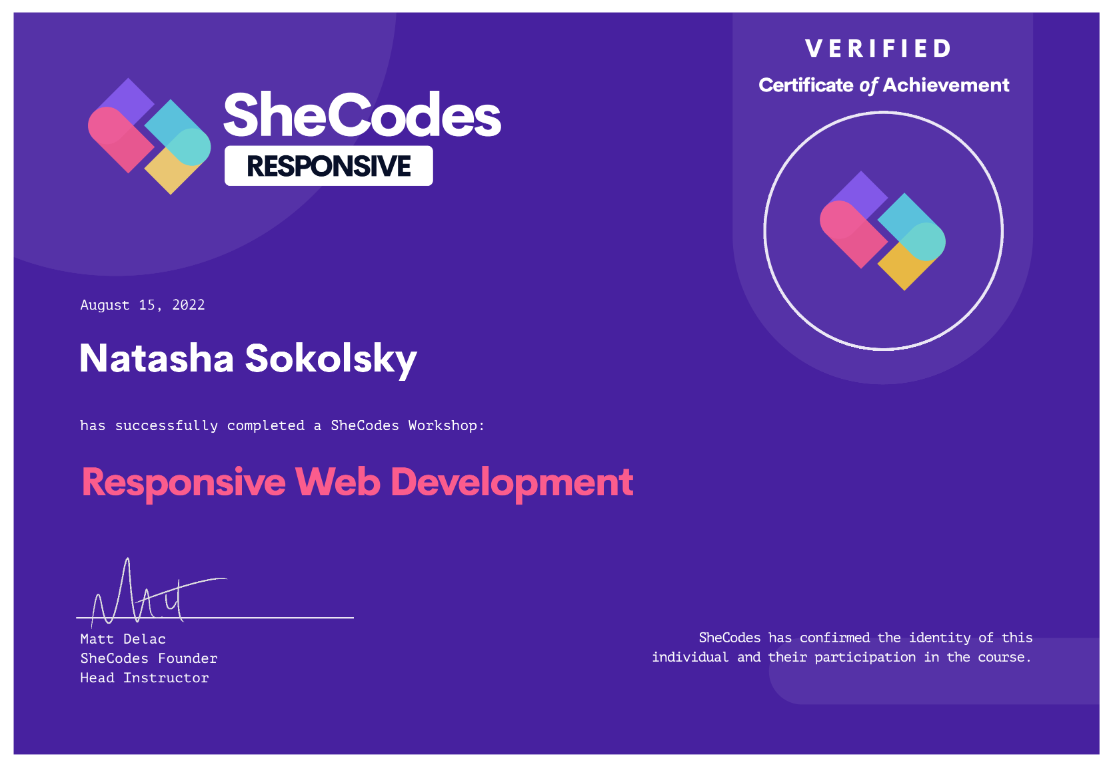 SheCodes
RESPONSIVE
VERIFIED
Certificate of Achievement
August 15, 2022
Natasha Sokolsky
has successfully completed a SheCodes Workshop:
Responsive Web Development
Matt Delac
SheCodes Founder
Head Instructor
SheCodes has confirmed the identity of this
individual and their participation in the course.